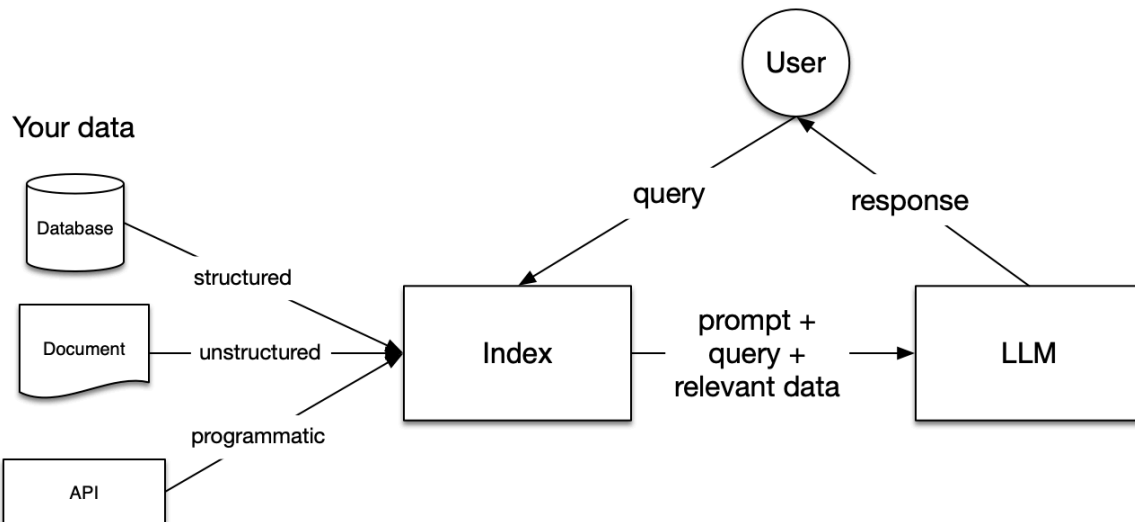 User
Your data
query
response
Database
structured
Document
unstructured
Index
prompt +
query +
relevant data
LLM
programmatic
API